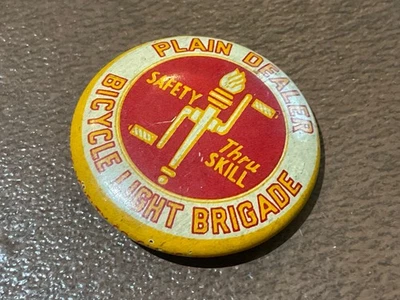 PLAIN DEALER
SAFETY
Thru
SKILL
BICYCLE LIGHT BRIGADE